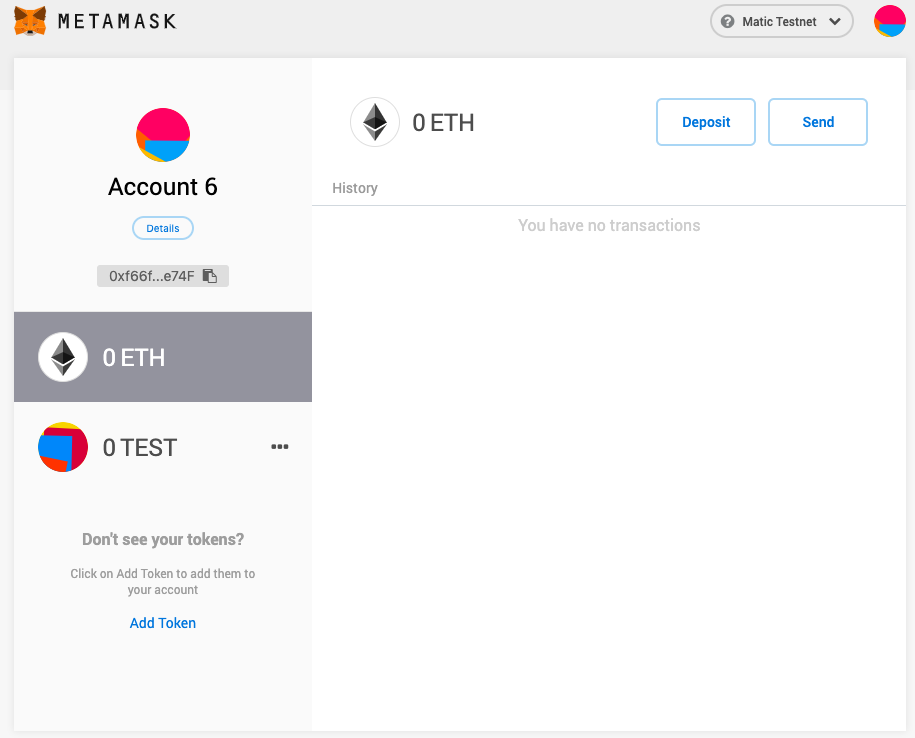 METAMASK
Matic Testnet
Account 6
Details
0xf66f...e74F
0 ETH
0 TEST
Don't see your tokens?
Click on Add Token to add them to
your account
Add Token
0 ETH
Deposit
Send
History
You have no transactions